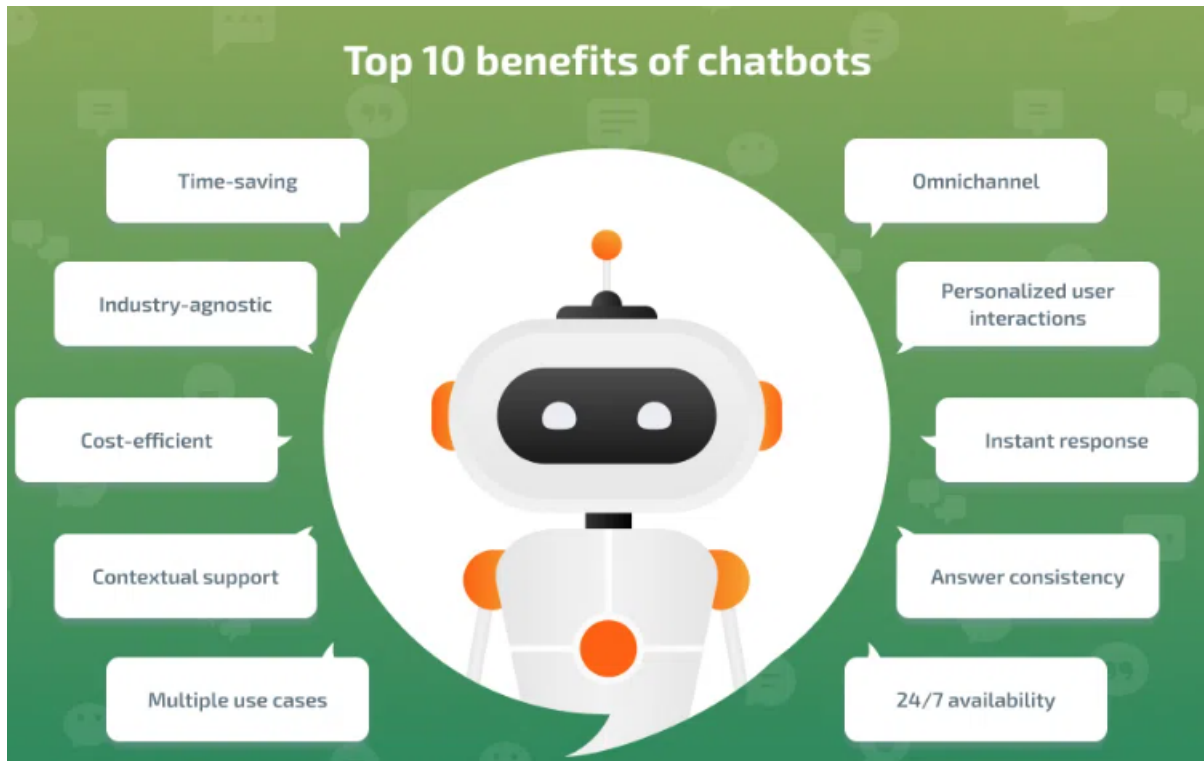 Top 10 benefits of chatbots
Time-saving
Industry-agnostic
Cost-efficient
Contextual support
Multiple use cases
Omnichannel
Personalized user
interactions
Instant response
Answer consistency
24/7 availability